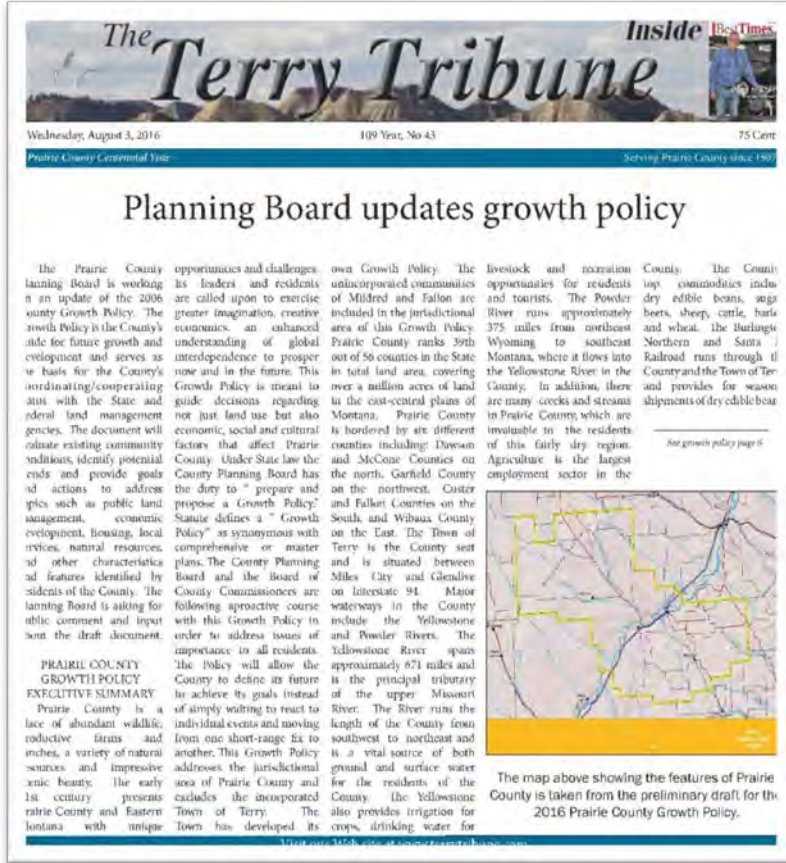 The
Terry Tribune
Inside
Best Times
Wednesday, August 3, 2016
109 Year, No 43
75 Cent
Prairie County Centennial Year
Serving Prairie County since 1907
Planning Board updates growth policy
The Prairie County
lanning Board is working
n an update of the 2006
ounty Growth Policy. The
rowth Policy is the County's
uide for future growth and
evelopment and serves as
e basis for the County's
oordinating/cooperating
atus with the State and
ederal land management
gencies. The document will
valuate existing community
onditions, identify potential
ends and provide goals
nd actions to address
pics such as public land
anagement, economic
evelopment, housing, local
rvices, natural resources,
nd other characteristics
nd features identified by
sidents of the County. The
lanning Board is asking for
ublic comment and input
bout the draft document.
PRAIRIE COUNTY
GROWTH POLICY
EXECUTIVE SUMMARY
Prairie County is a
lace of abundant wildlife,
roductive farms and
nches, a variety of natural
sources and impressive
enic beauty. The early
1st century presents
rairie County and Eastern
ontana with unique
opportunities and challenges.
Its leaders and residents
are called upon to exercise
greater imagination, creative
economics, an enhanced
understanding of global
interdependence to prosper
now and in the future. This
Growth Policy is meant to
guide decisions regarding
not just land use but also
economic, social and cultural
factors that affect Prairie
County. Under State law the
County Planning Board has
the duty to " prepare and
propose a Growth Policy."
Statute defines a " Growth
Policy" as synonymous with
comprehensive or master
plans. The County Planning
Board and the Board of
County Commissioners are
following aproactive course
with this Growth Policy in
order to address issues of
importance to all residents.
The Policy will allow the
County to define its future
to achieve its goals instead
of simply waiting to react to
individual events and moving
from one short-range fix to
another. This Growth Policy
addresses the jurisdictional
area of Prairie County and
excludes the incorporated
Town of Terry. The
Town has developed its
own Growth Policy. The
unincorporated communities
of Mildred and Fallon are
included in the jurisdictional
area of this Growth Policy.
Prairie County ranks 39th
out of 56 counties in the State
in total land area, covering
over a million acres of land
in the east-central plains of
Montana. Prairie County
is bordered by six different
counties including: Dawson
and McCone Counties on
the north, Garfield County
on the northwest, Custer
and Fallon Counties on the
South, and Wibaux County
on the East. The Town of
Terry is the County seat
and is situated between
Miles City and Glendive
on Interstate 94. Major
waterways in the County
include the Yellowstone
and Powder Rivers. The
Yellowstone River spans
approximately 671 miles and
is the principal tributary
of the upper Missouri
River. The River runs the
length of the County from
southwest to northeast and
is a vital source of both
ground and surface water
for the residents of the
County. The Yellowstone
also provides irrigation for
crops, drinking water for
livestock and recreation
opportunities for residents
and tourists. The Powder
River runs approximately
375 miles from northeast
Wyoming to southeast
Montana, where it flows into
the Yellowstone River in the
County. In addition, there
are many creeks and streams
in Prairie County, which are
invaluable to the residents
of this fairly dry region.
Agriculture is the largest
employment sector in the
County. The County
top commodities inclu
dry edible beans, suga
beets, sheep, cattle, barle
and wheat. The Burlingto
Northern and Santa
Railroad runs through th
County and the Town of Ter
and provides for season
shipments of dry edible bean
See growth policy page 6
The map above showing the features of Prairie
County is taken from the preliminary draft for the
2016 Prairie County Growth Policy.
Visit our Web site at www.terrytribune.com